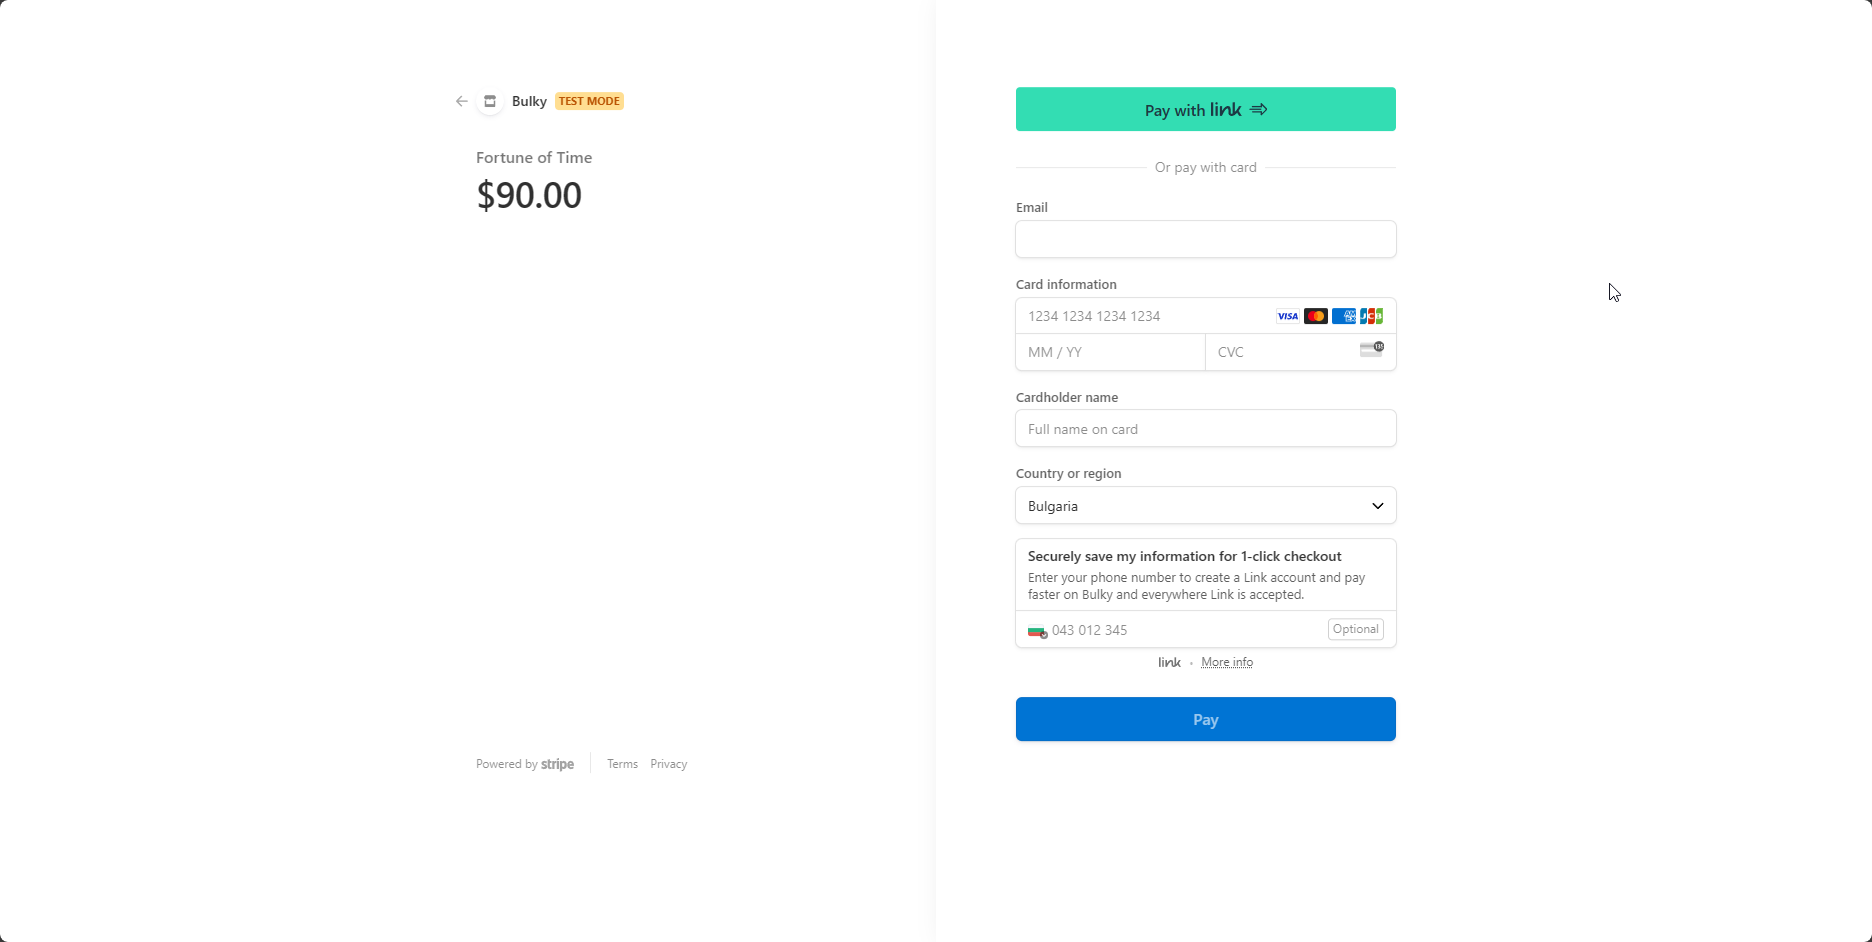 Bulky TEST MODE
Fortune of Time
$90.00
Powered by stripe Terms Privacy
Pay with link
Or pay with card
Email
Card information
1234 1234 1234 1234 VISA AM EX JCB
MM / YY CVC
Cardholder name
Full name on card
Country or region
Bulgaria
Securely save my information for 1-click checkout
Enter your phone number to create a Link account and pay
faster on Bulky and everywhere Link is accepted.
043 012 345 Optional
link • More info
Pay